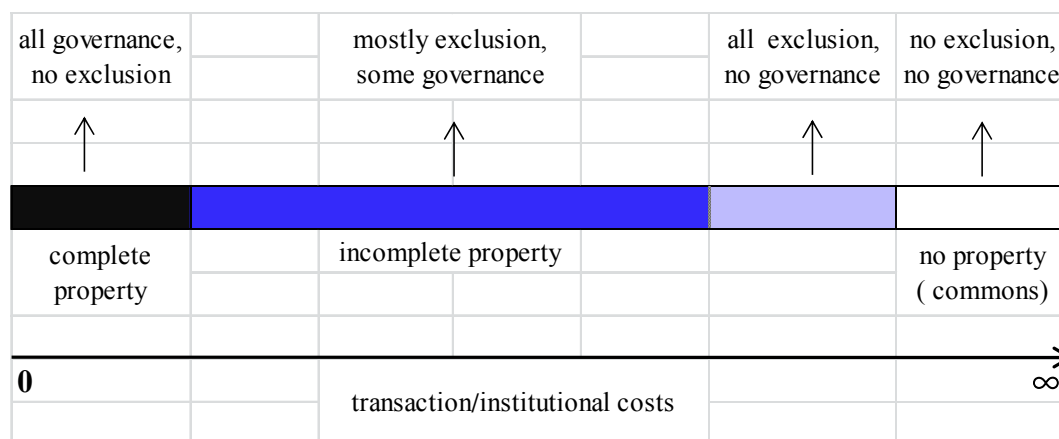 all governance,
no exclusion
mostly exclusion,
some governance
all exclusion,
no governance
no exclusion,
no governance
complete
property
incomplete property
no property
( commons)
0
∞
transaction/institutional costs